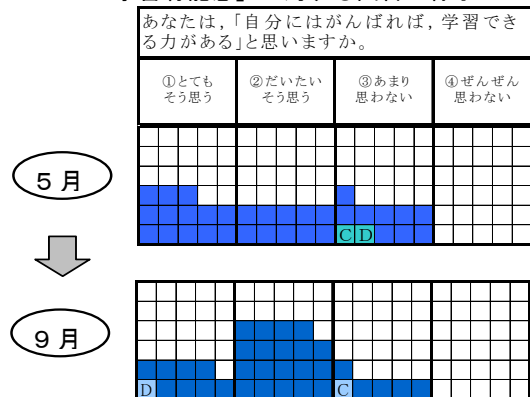 あなたは,「自分にはがんばれば, 学習でき
る力がある」と思いますか。
①とても
そう思う
②だいたい
そう思う
③あまり
思わない
④ぜんぜん
思わない
5月
C D
9月
D
C